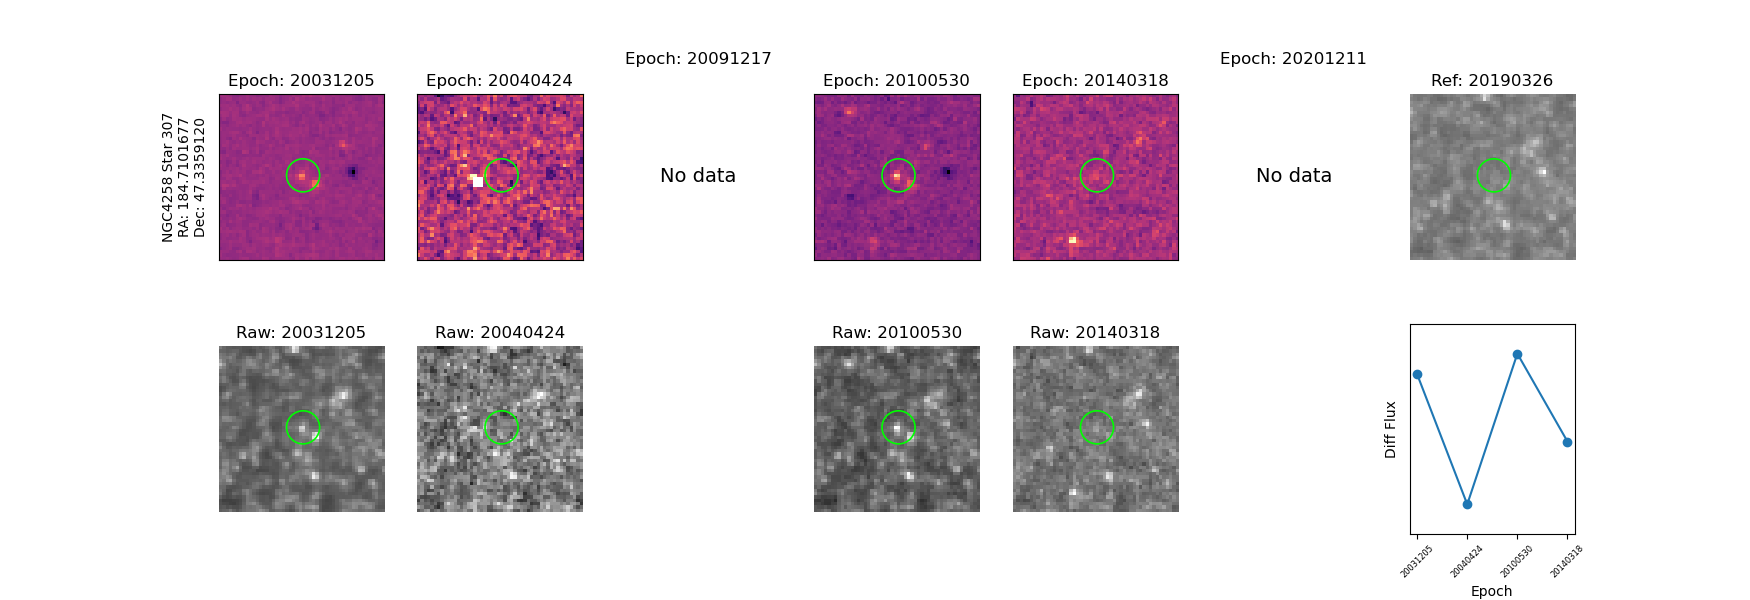 NGC4258 Star 307
RA: 184.7101677
Dec: 47.3359120
Epoch: 20031205
Epoch: 20040424
Epoch: 20091217
No data
Epoch: 20100530
Epoch: 20140318
Epoch: 20201211
No data
Ref: 20190326
Raw: 20031205
Raw: 20040424
Raw: 20100530
Raw: 20140318
Diff Flux
20031205
20040424
20100530
20140318
Epoch